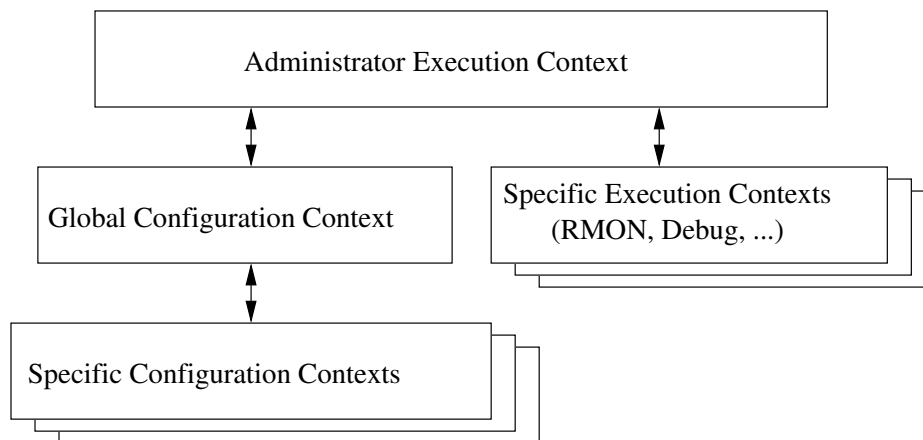 Administrator Execution Context
Global Configuration Context
Specific Execution Contexts
(RMON, Debug, ...)
Specific Configuration Contexts